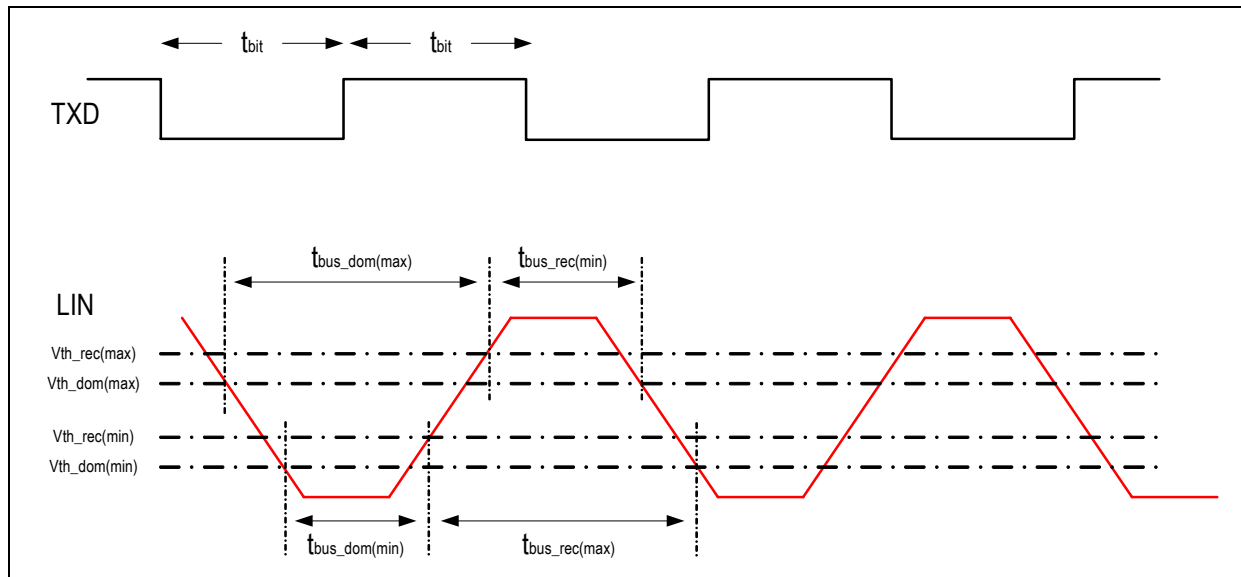 tbit tbit
TXD
tbus_dom(max) tbus_rec(min)
LIN
Vth_rec(max)
Vth_dom(max)
Vth_rec(min)
Vth_dom(min)
tbus_dom(min) tbus_rec(max)